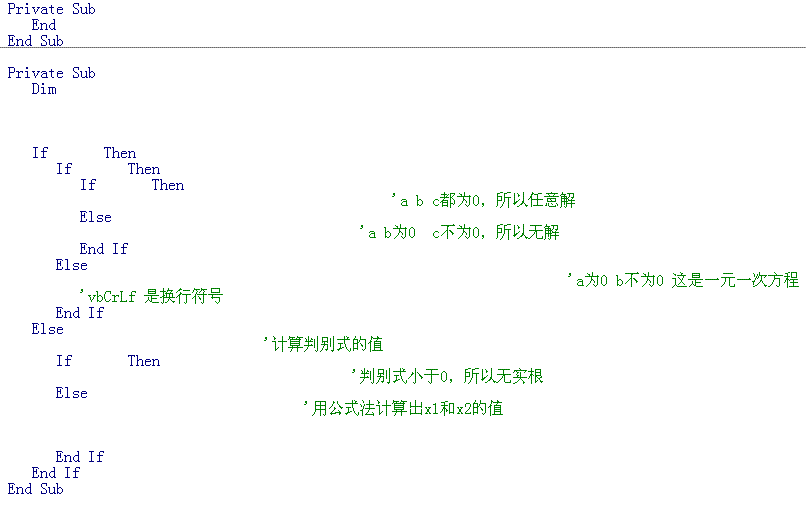 Private Sub
End
End Sub
Private Sub
Dim
If Then
If Then
If Then
'a b c都为0，所以任意解
Else
'a b为0 c不为0，所以无解
End If
Else
'a为0 b不为0 这是一元一次方程
'vbCrLf 是换行符号
End If
Else
'计算判别式的值
If Then
'判别式小于0，所以无实根
Else
'用公式法计算出x1和x2的值
End If
End If
End Sub